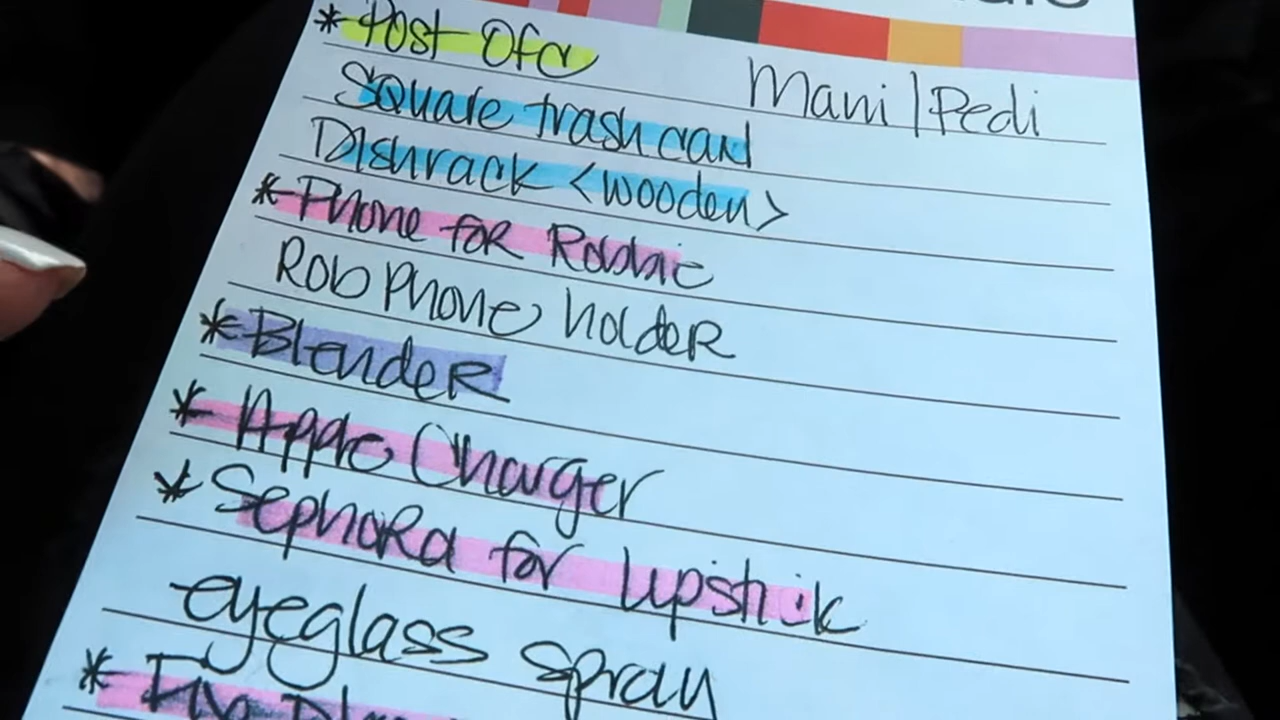 * Post Ofc
Mani/Pedi
Square trash can
Dishrack <wooden>
* Phone for Robbie
Rob Phone holder
* Blender
* Apple Charger
* Sephora for Lipstik
eyeglass spray
*